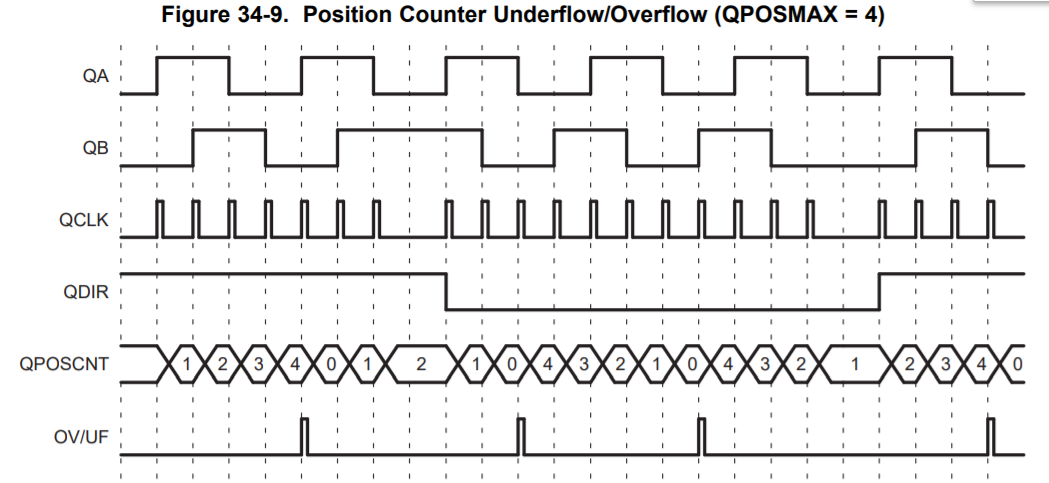 Figure 34-9. Position Counter Underflow/Overflow (QPOSMAX = 4)
QA
QB
QCLK
QDIR
QPOSCNT 1 2 3 4 0 1 2 1 0 4 3 2 1 0 4 3 2 1 2 3 4 0
OV/UF